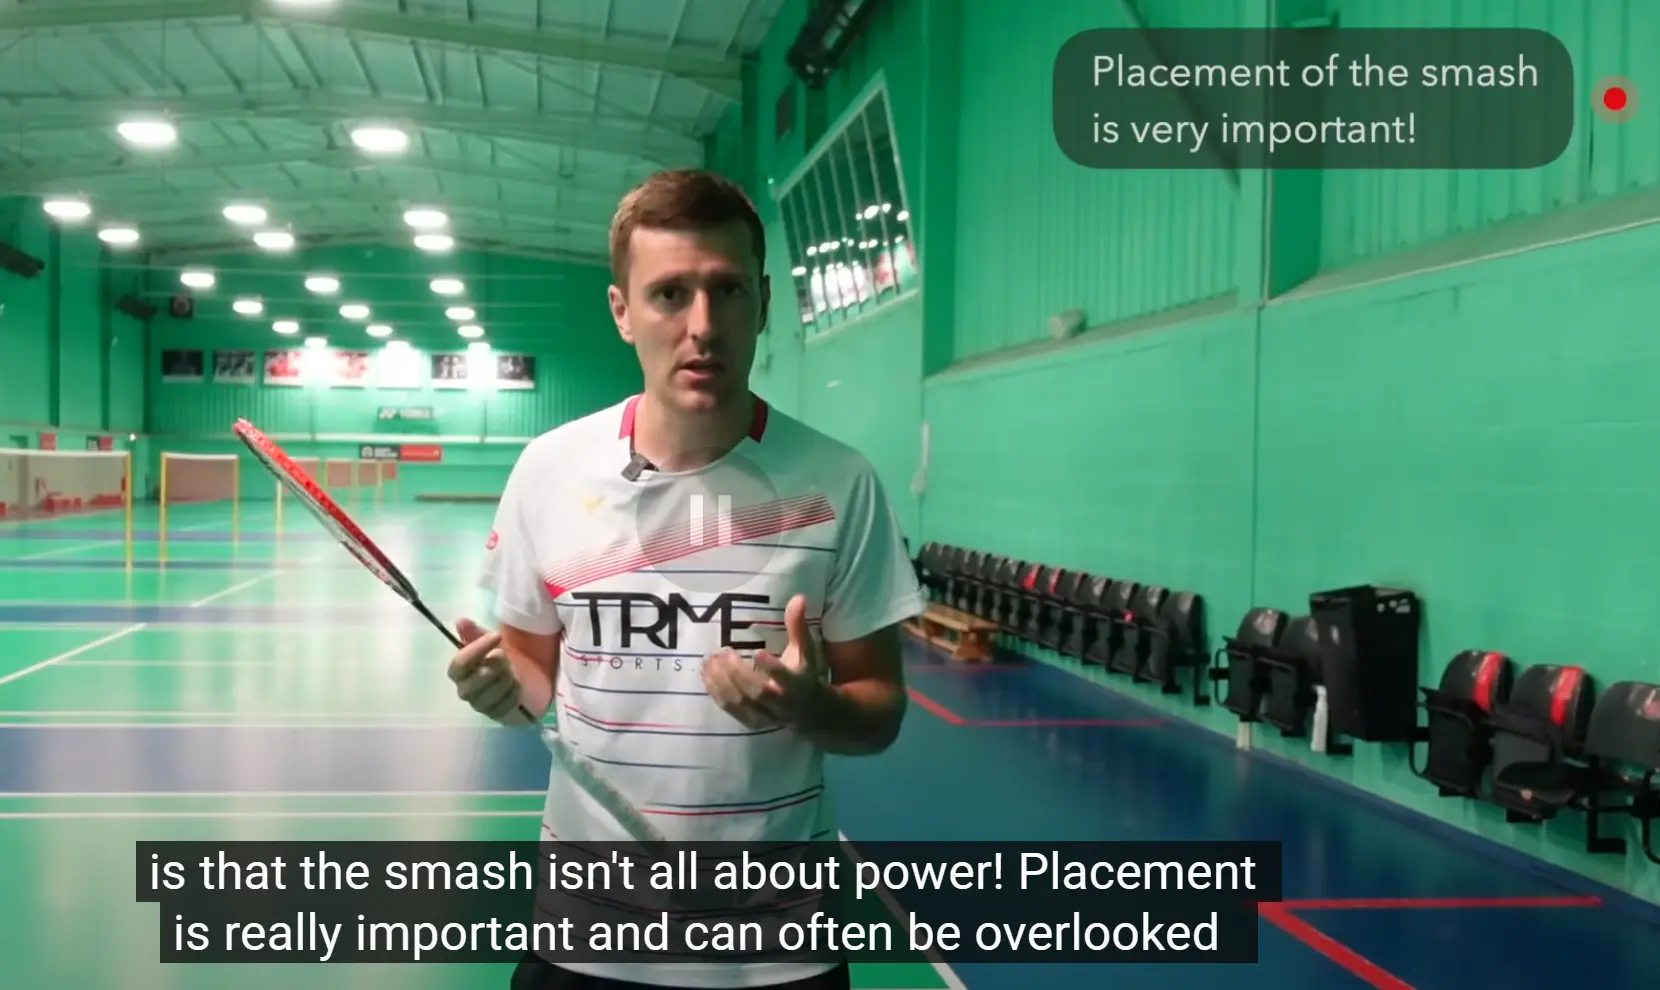 Placement of the smash
is very important!
TRME
SPORTS.
is that the smash isn't all about power! Placement
is really important and can often be overlooked